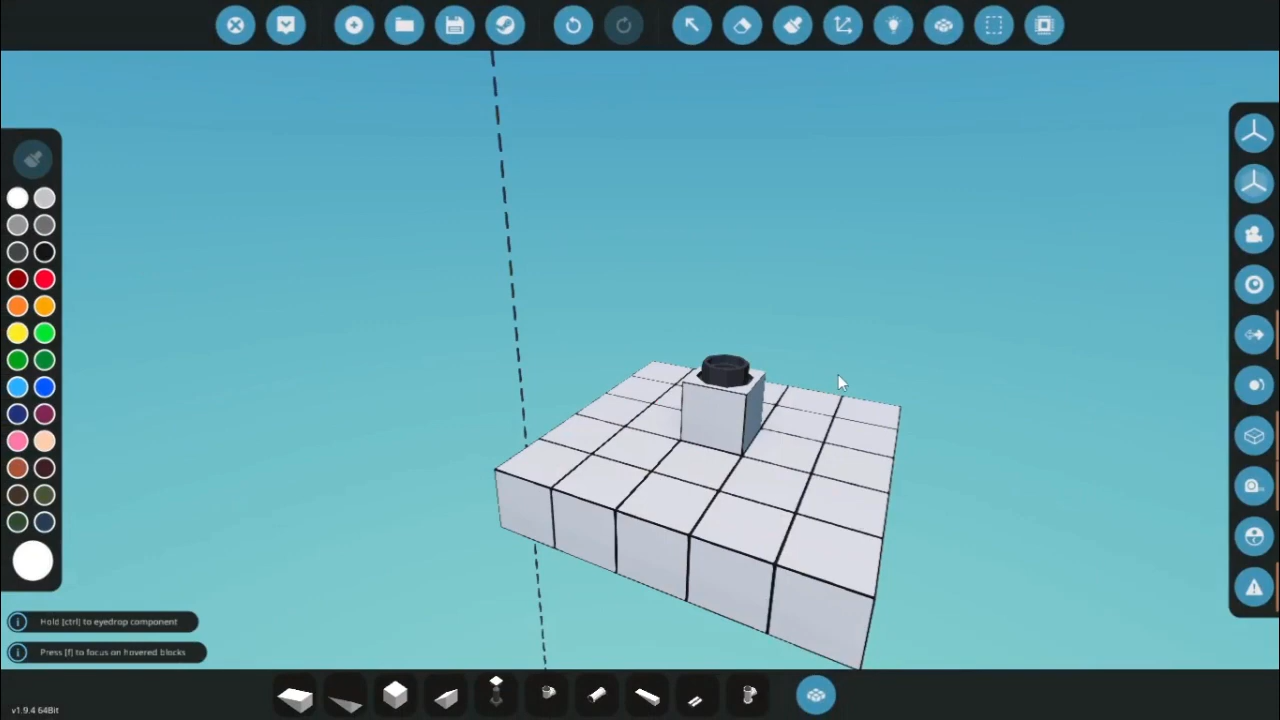 Hold [ctrl] to eyedrop component
Press [f] to focus on hovered blocks
v1.9.4 64Bit